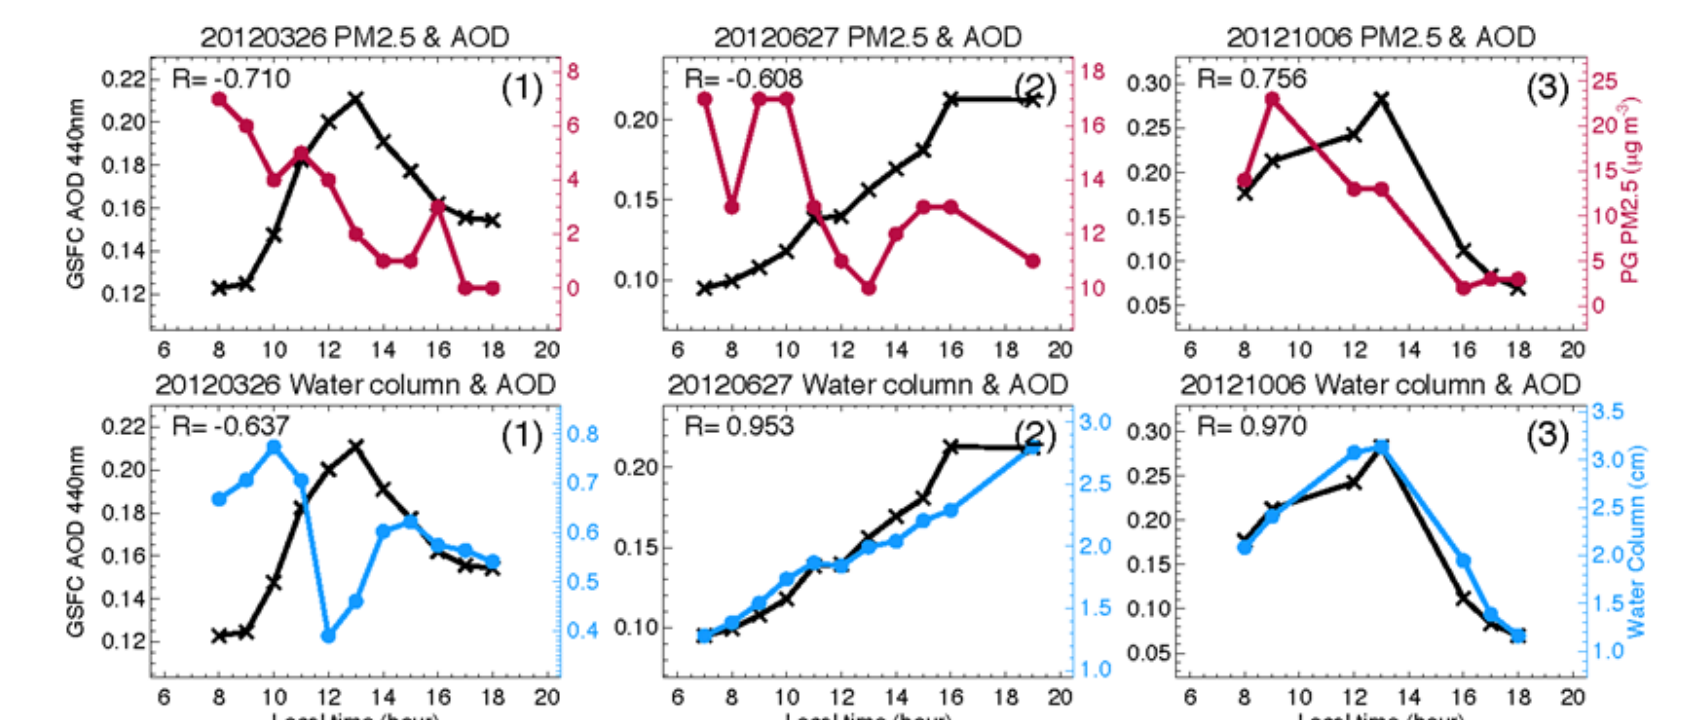 20120326 PM2.5 & AOD
20120627 PM2.5 & AOD
20121006 PM2.5 & AOD
R= -0.710
(1)
R= -0.608
(2)
R= 0.756
(3)
GSFC AOD 440nm
0.22
0.20
0.18
0.16
0.14
0.12
8
6
4
2
0
0.20
0.15
0.10
18
16
14
12
10
0.30
0.25
0.20
0.15
0.10
0.05
25
20
15
10
5
0
PG PM2.5 (μg m-3)
6 8 10 12 14 16 18 20
6 8 10 12 14 16 18 20
6 8 10 12 14 16 18 20
20120326 Water column & AOD
20120627 Water column & AOD
20121006 Water column & AOD
R= -0.637
(1)
R= 0.953
(2)
R= 0.970
(3)
GSFC AOD 440nm
0.22
0.20
0.18
0.16
0.14
0.12
0.8
0.7
0.6
0.5
0.4
0.20
0.15
0.10
3.0
2.5
2.0
1.5
1.0
0.30
0.25
0.20
0.15
0.10
0.05
3.5
3.0
2.5
2.0
1.5
1.0
Water Column (cm)
6 8 10 12 14 16 18 20
6 8 10 12 14 16 18 20
6 8 10 12 14 16 18 20
Local time (hour)
Local time (hour)
Local time (hour)